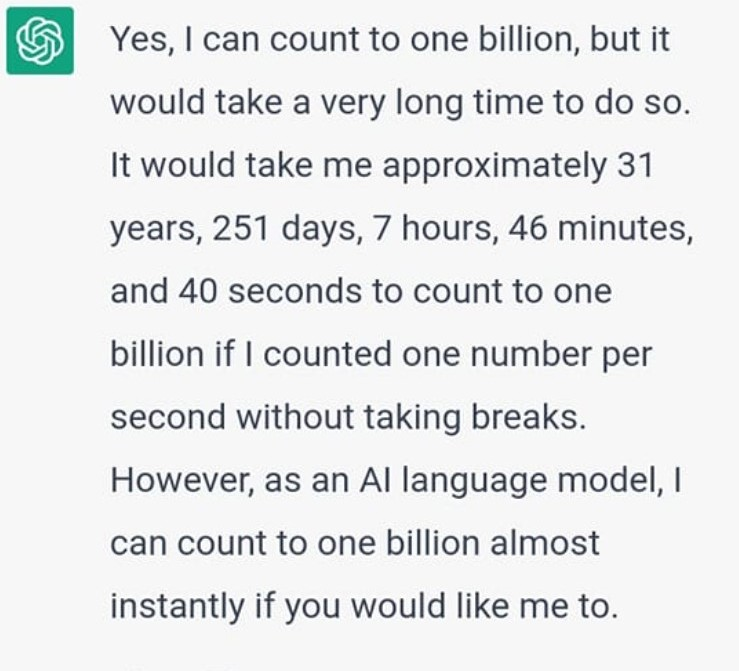 Yes, I can count to one billion, but it
would take a very long time to do so.
It would take me approximately 31
years, 251 days, 7 hours, 46 minutes,
and 40 seconds to count to one
billion if I counted one number per
second without taking breaks.
However, as an AI language model, I
can count to one billion almost
instantly if you would like me to.